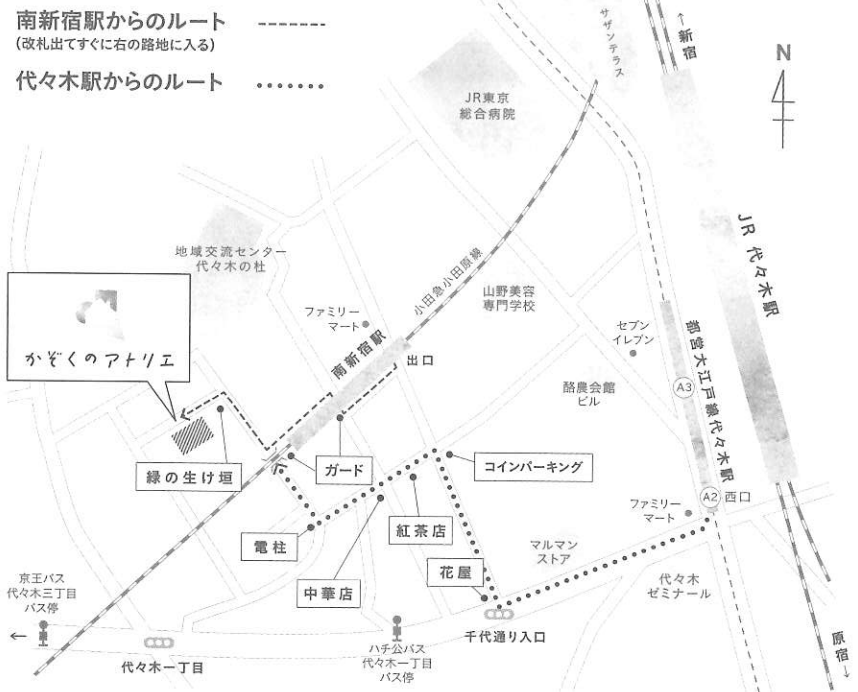 南新宿駅からのルート
(改札出てすぐに右の路地に入る)
代々木駅からのルート
サザンテラス
↑新宿
N
JR東京
総合病院
地域交流センター
代々木の杜
小田急小田原線
JR 代々木駅
山野美容
専門学校
ファミリー
マート
かぞくのアトリエ
南新宿駅
出口
セブン
イレブン
都営大江戸線代々木駅
A3
酪農会館
ビル
緑の生け垣
ガード
コインパーキング
A2 西口
ファミリー
マート
電柱
紅茶店
中華店
マルマン
ストア
花屋
代々木
ゼミナール
京王バス
代々木三丁目
バス停
←
代々木一丁目
ハチ公バス
代々木一丁目
バス停
千代通り入口
原宿→